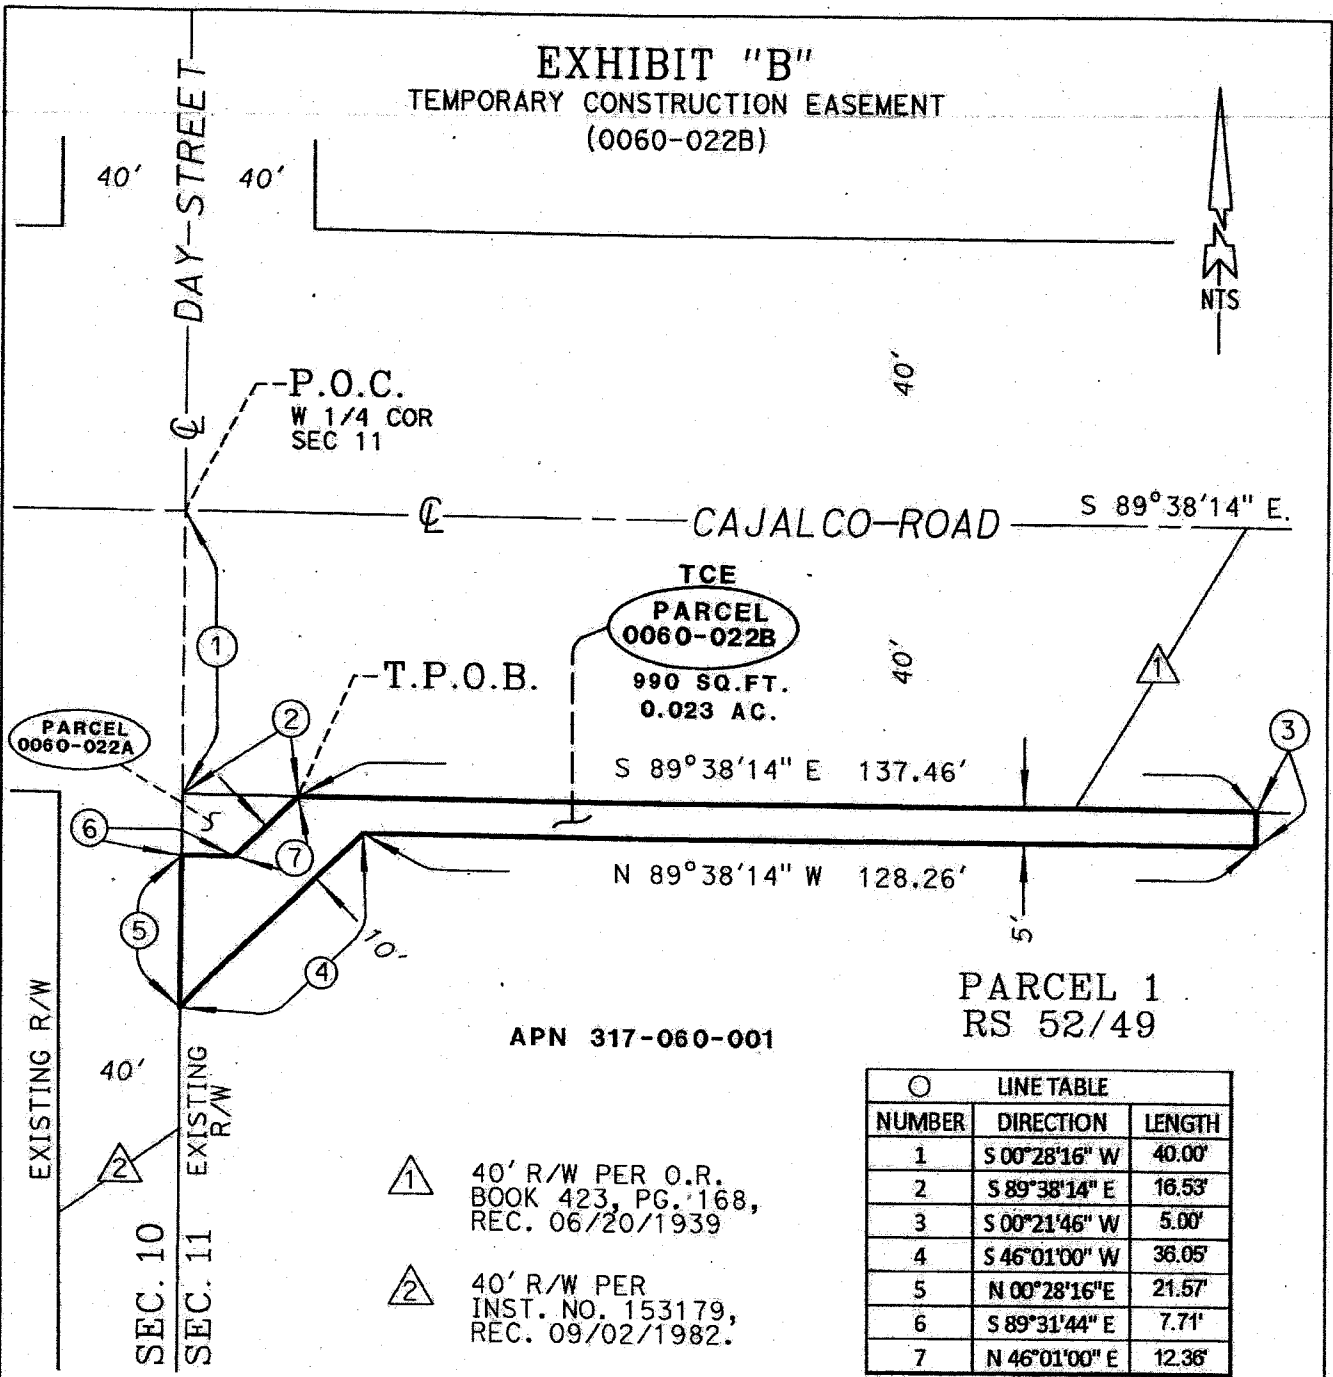 EXHIBIT "B"
TEMPORARY CONSTRUCTION EASEMENT
(0060-022B)
40'
40'
DAY STREET
℄
NTS
P.O.C.
W 1/4 COR
SEC 11
40'
℄
CAJALCO ROAD
S 89°38'14" E.
TCE
PARCEL
0060-022B
990 SQ.FT.
0.023 AC.
40'
1
1
T.P.O.B.
2
3
PARCEL
0060-022A
S 89°38'14" E 137.46'
6
7
N 89°38'14" W 128.26'
5
10'
4
5'
PARCEL 1
RS 52/49
APN 317-060-001
EXISTING R/W
40'
EXISTING
R/W
2
SEC. 10
SEC. 11
1 40' R/W PER O.R.
BOOK 423, PG. 168,
REC. 06/20/1939
2 40' R/W PER
INST. NO. 153179,
REC. 09/02/1982.
LINE TABLE
NUMBER DIRECTION LENGTH
1 S 00°28'16" W 40.00'
2 S 89°38'14" E 16.53'
3 S 00°21'46" W 5.00'
4 S 46°01'00" W 36.05'
5 N 00°28'16"E 21.57'
6 S 89°31'44" E 7.71'
7 N 46°01'00" E 12.36'